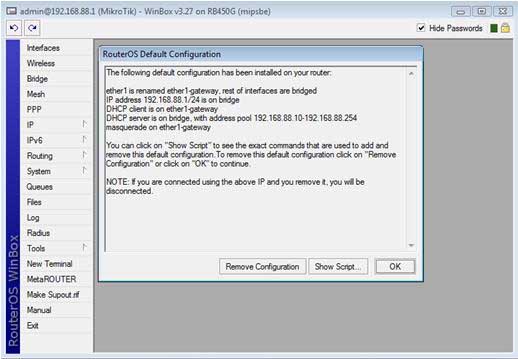 admin@192.168.88.1 (MikroTik) - WinBox v3.27 on RB450G (mipsbe)
Hide Passwords
Interfaces
Wireless
Bridge
Mesh
PPP
IP
IPv6
Routing
System
Queues
Files
Log
Radius
Tools
New Terminal
MetaROUTER
Make Supout.rif
Manual
Exit
RouterOS WinBox
RouterOS Default Configuration
The following default configuration has been installed on your router:
ether1 is renamed ether1-gateway, rest of interfaces are bridged
IP address 192.168.88.1/24 is on bridge
DHCP client is on ether1-gateway
DHCP server is on bridge, with address pool 192.168.88.10-192.168.88.254
masquerade on ether1-gateway
You can click on "Show Script" to see the exact commands that are used to add and
remove this default configuration.To remove this default configuration click on "Remove
Configuration" or click on "OK" to continue.
NOTE: If you are connected using the above IP and you remove it, you will be
disconnected.
Remove Configuration
Show Script...
OK